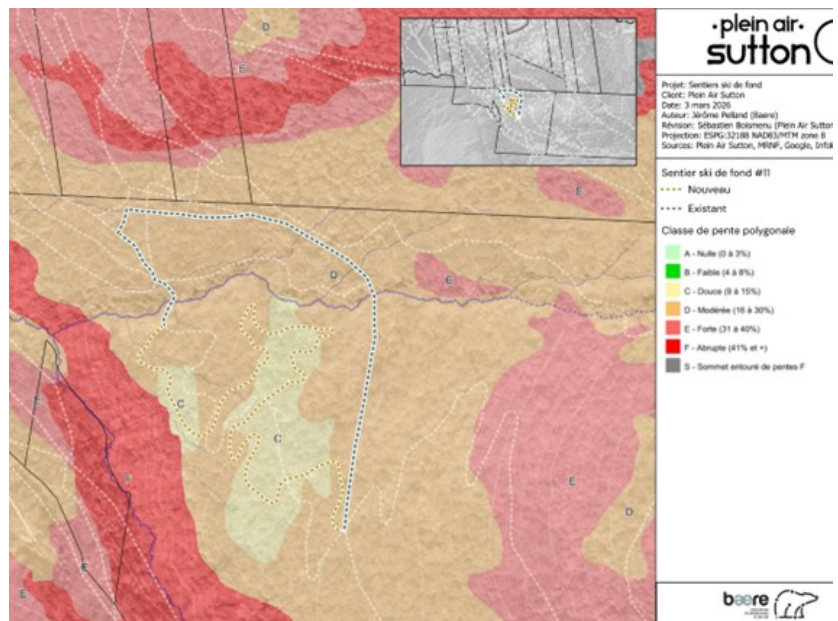 ·plein air·
sutton
Projet: Sentiers ski de fond
Client: Plein Air Sutton
Date: 3 mars 2026
Auteur: Jérôme Pelland (Baere)
Révision: Sébastien Boismenu (Plein Air Sutton
Projection: ESPG:32188 NAD83/MTM zone 8
Sources: Plein Air Sutton, MRNF, Google,
Sentier ski de fond #11
Nouveau
Existant
Classe de pente polygonale
A - Nulle (0 à 3%)
B - Faible (4 à 8%)
C - Douce (9 à 15%)
D - Modérée (16 à 30%)
E - Forte (31 à 40%)
F - Abrupte (41% et +)
S - Sommet entouré de pentes F
D
E
E
D
E
C
C
E
F
E
D
E
E
baere